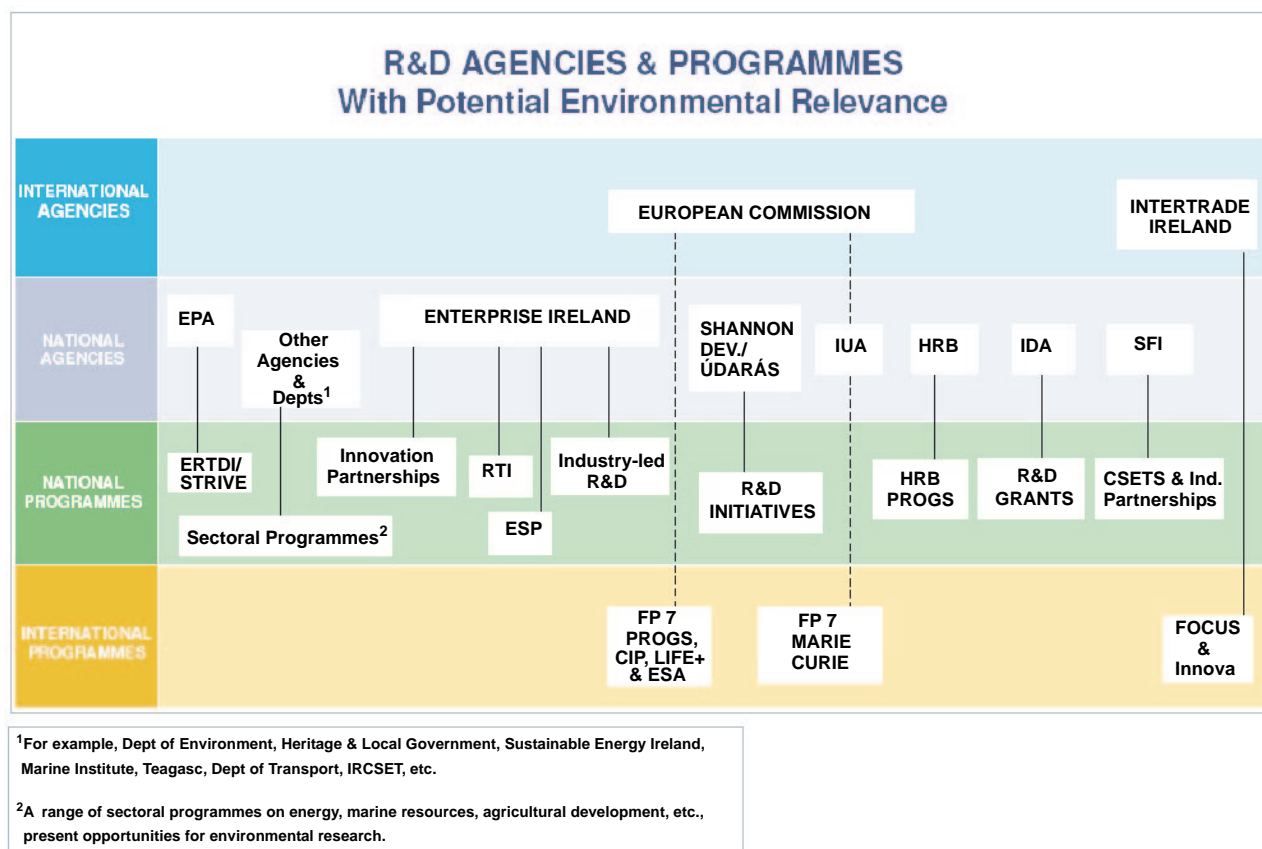 R&D AGENCIES & PROGRAMMES
With Potential Environmental Relevance
INTERNATIONAL
AGENCIES
EUROPEAN COMMISSION
INTERTRADE
IRELAND
NATIONAL
AGENCIES
EPA
Other
Agencies
&
Depts1
ENTERPRISE IRELAND
SHANNON
DEV./
ÚDARÁS
IUA
HRB
IDA
SFI
NATIONAL
PROGRAMMES
ERTDI/
STRIVE
Sectoral Programmes2
Innovation
Partnerships
RTI
ESP
Industry-led
R&D
R&D
INITIATIVES
HRB
PROGS
R&D
GRANTS
CSETS & Ind.
Partnerships
INTERNATIONAL
PROGRAMMES
FP 7
PROGS,
CIP, LIFE+
& ESA
FP 7
MARIE
CURIE
FOCUS
&
Innova
1For example, Dept of Environment, Heritage & Local Government, Sustainable Energy Ireland,
Marine Institute, Teagasc, Dept of Transport, IRCSET, etc.
2A range of sectoral programmes on energy, marine resources, agricultural development, etc.,
present opportunities for environmental research.